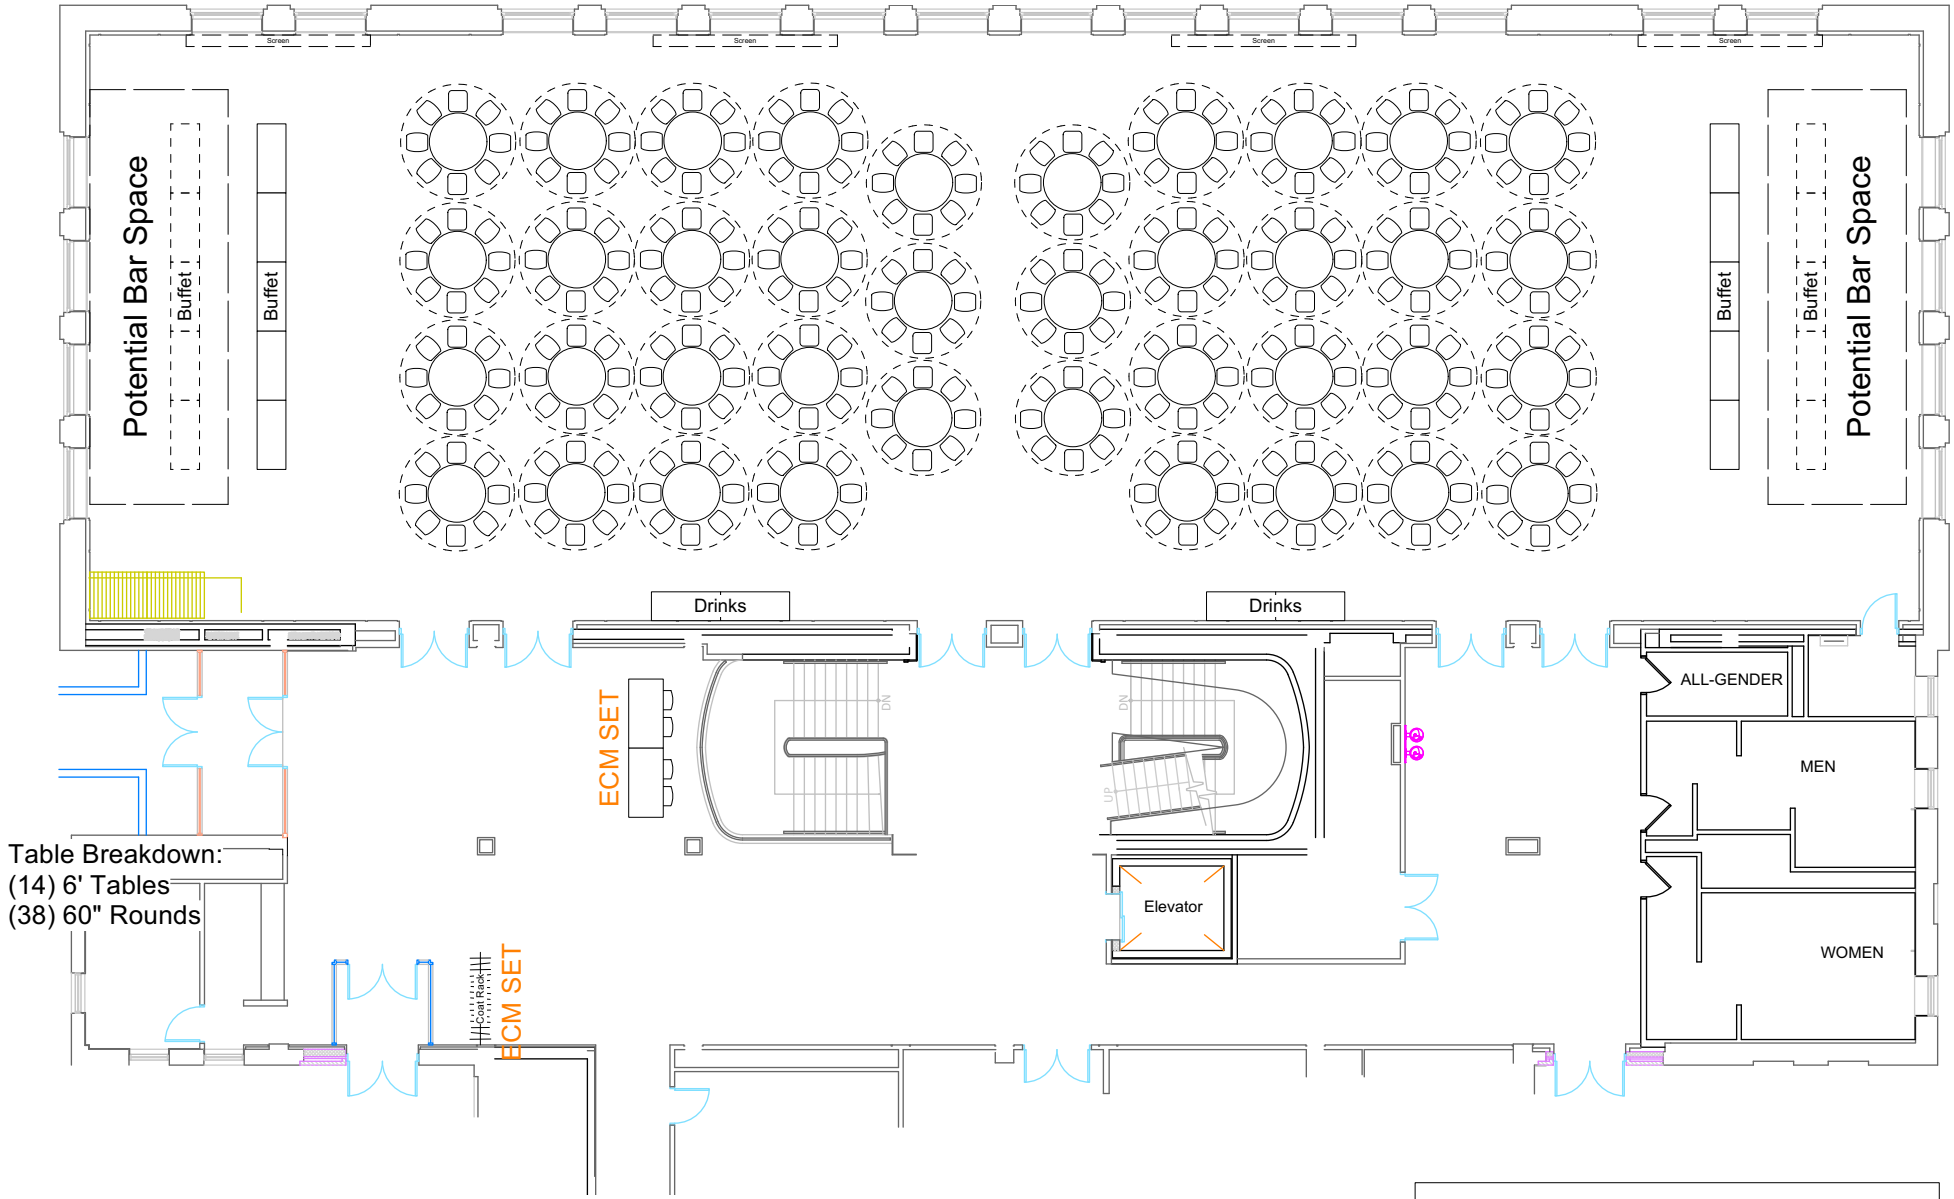 Screen
Screen
Screen
Screen
Potential Bar Space
Buffet
Buffet
Buffet
Buffet
Potential Bar Space
Drinks
Drinks
ECM SET
DN
DN
UP
ALL-GENDER
MEN
Table Breakdown:
(14) 6' Tables
(38) 60" Rounds
Elevator
WOMEN
Coat Rack
ECM SET